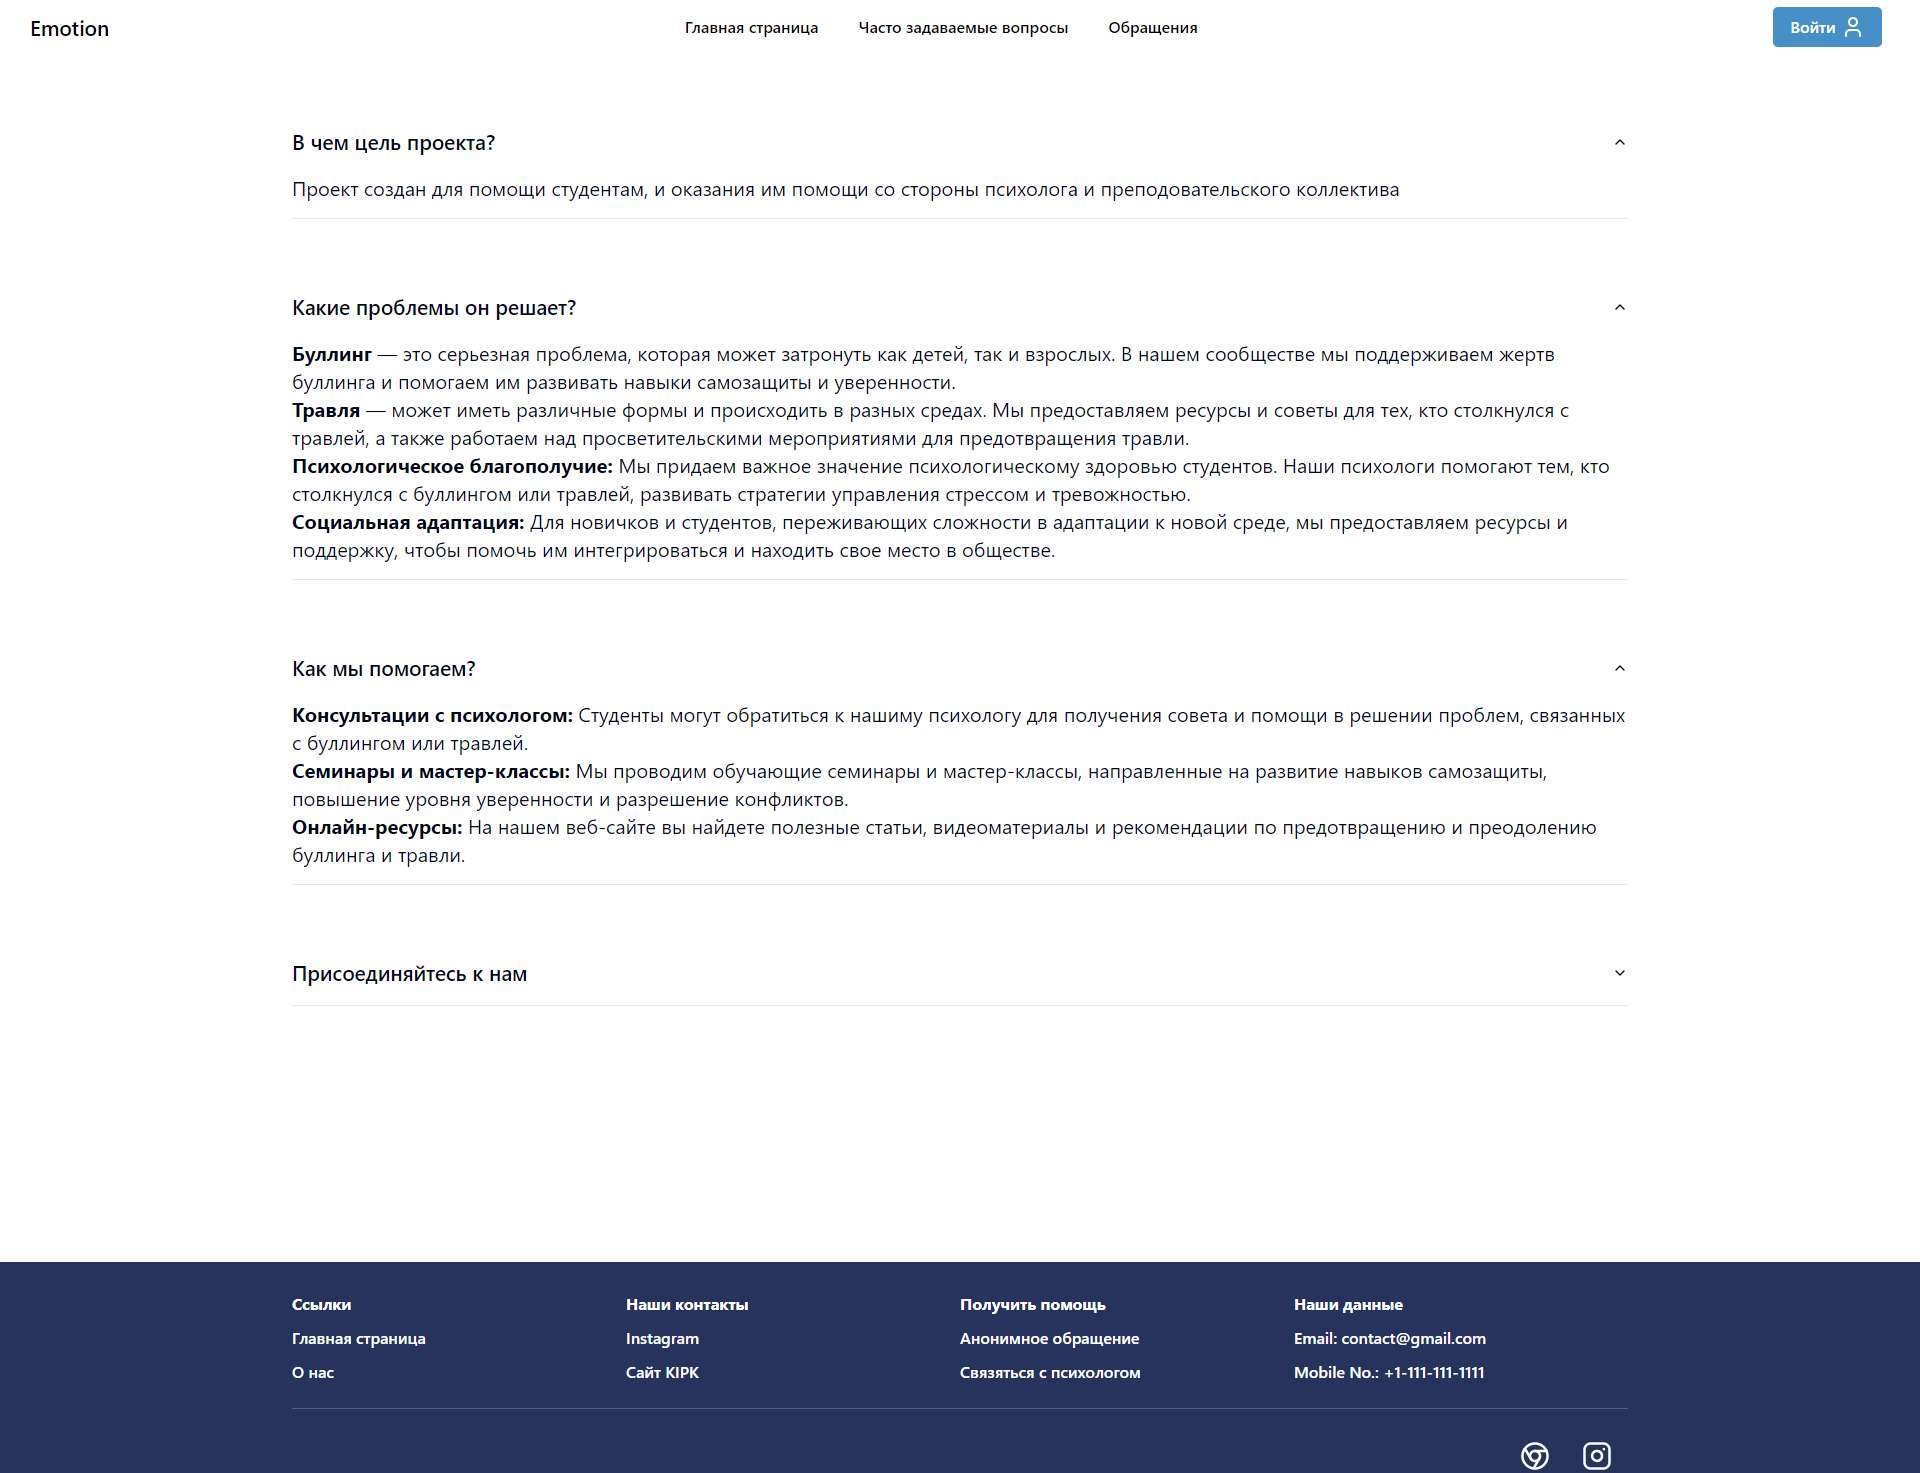 Emotion
Главная страница
Часто задаваемые вопросы
Обращения
Войти
В чем цель проекта?
Проект создан для помощи студентам, и оказания им помощи со стороны психолога и преподовательского коллектива
Какие проблемы он решает?
Буллинг — это серьезная проблема, которая может затронуть как детей, так и взрослых. В нашем сообществе мы поддерживаем жертв
буллинга и помогаем им развивать навыки самозащиты и уверенности.
Травля — может иметь различные формы и происходить в разных средах. Мы предоставляем ресурсы и советы для тех, кто столкнулся с
травлей, а также работаем над просветительскими мероприятиями для предотвращения травли.
Психологическое благополучие: Мы придаем важное значение психологическому здоровью студентов. Наши психологи помогают тем, кто
столкнулся с буллингом или травлей, развивать стратегии управления стрессом и тревожностью.
Социальная адаптация: Для новичков и студентов, переживающих сложности в адаптации к новой среде, мы предоставляем ресурсы и
поддержку, чтобы помочь им интегрироваться и находить свое место в обществе.
Как мы помогаем?
Консультации с психологом: Студенты могут обратиться к нашиму психологу для получения совета и помощи в решении проблем, связанных
с буллингом или травлей.
Семинары и мастер-классы: Мы проводим обучающие семинары и мастер-классы, направленные на развитие навыков самозащиты,
повышение уровня уверенности и разрешение конфликтов.
Онлайн-ресурсы: На нашем веб-сайте вы найдете полезные статьи, видеоматериалы и рекомендации по предотвращению и преодолению
буллинга и травли.
Присоединяйтесь к нам
Ссылки
Главная страница
О нас
Наши контакты
Instagram
Сайт KIPK
Получить помощь
Анонимное обращение
Связяться с психологом
Наши данные
Email: contact@gmail.com
Mobile No.: +1-111-111-1111